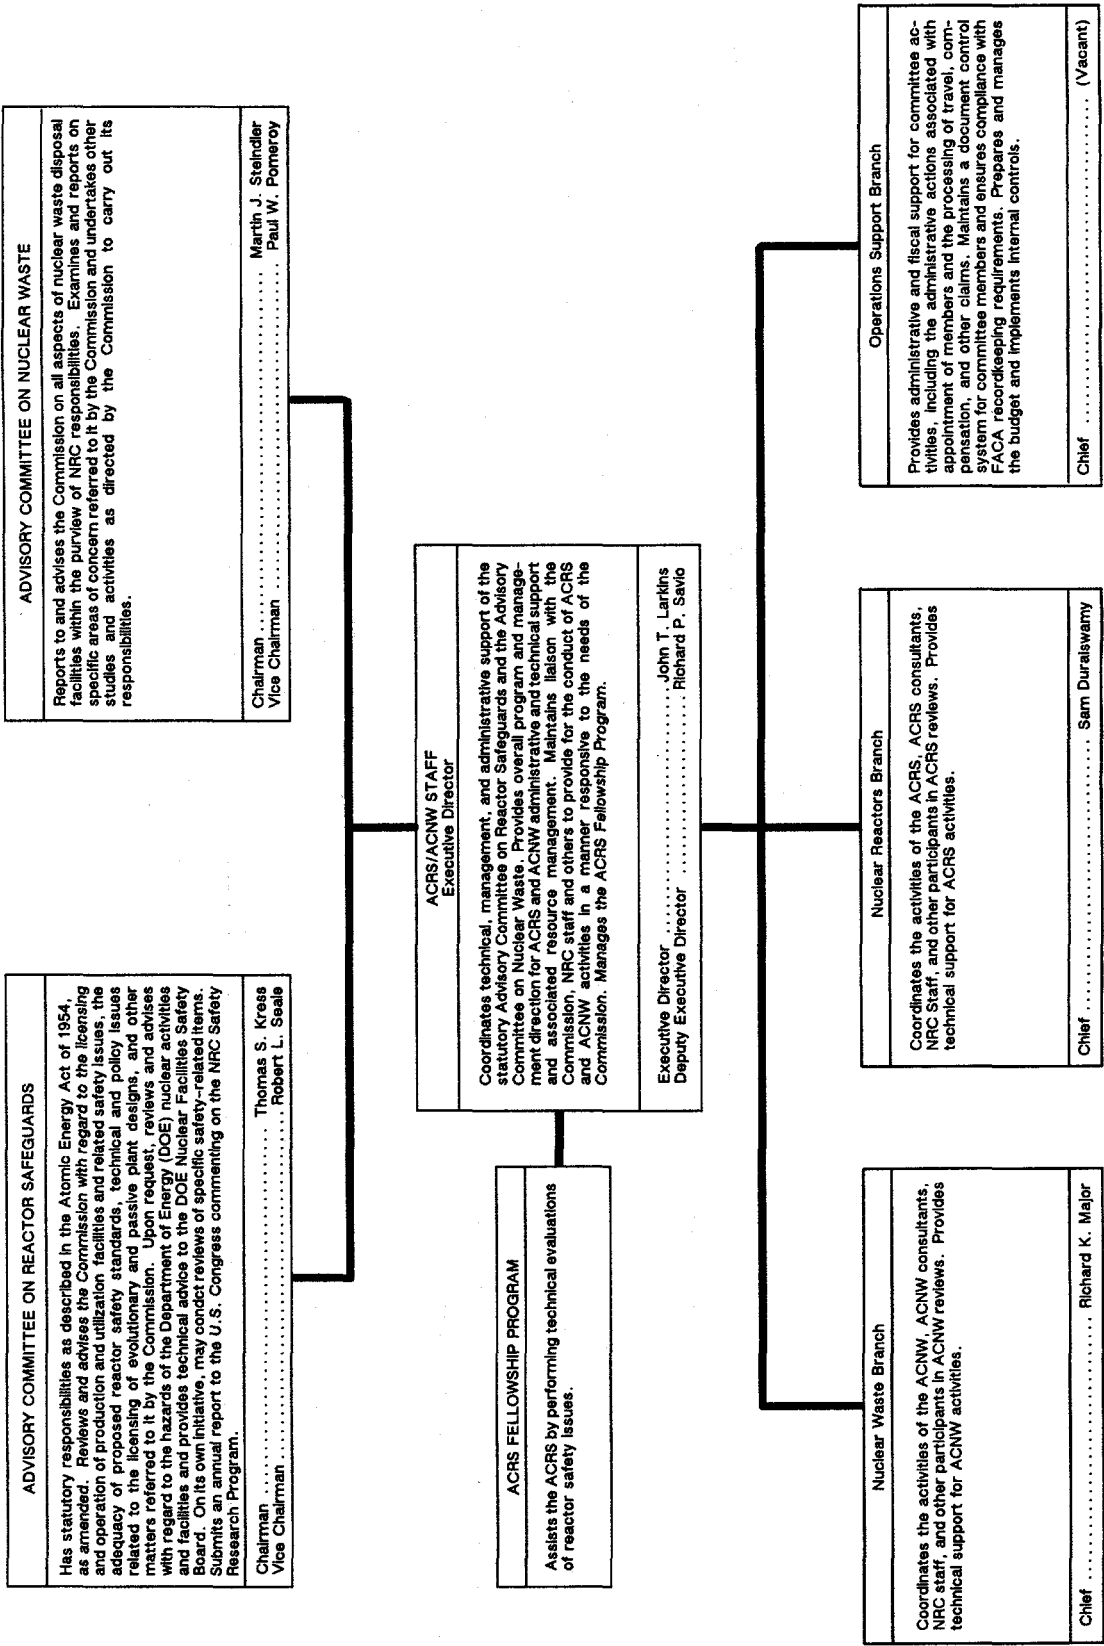 ADVISORY COMMITTEE ON REACTOR SAFEGUARDS
Has statutory responsibilities as described in the Atomic Energy Act of 1954,
as amended. Reviews and advises the Commission with regard to the licensing
and operation of production and utilization facilities and related safety issues, the
adequacy of proposed reactor safety standards, technical and policy issues
related to the licensing of evolutionary and passive plant designs, and other
matters referred to it by the Commission. Upon request, reviews and advises
with regard to the hazards of the Department of Energy (DOE) nuclear activities
and facilities and provides technical advice to the DOE Nuclear Facilities Safety
Board. On its own initiative, may condct reviews of specific safety-related items.
Submits an annual report to the U.S. Congress commenting on the NRC Safety
Research Program.
Chairman ........ Thomas S. Kress
Vice Chairman ........ Robert L. Seale
ADVISORY COMMITTEE ON NUCLEAR WASTE
Reports to and advises the Commission on all aspects of nuclear waste disposal
facilities within the purview of NRC responsibilities. Examines and reports on
specific areas of concern referred to it by the Commission and undertakes other
studies and activities as directed by the Commission to carry out its
responsibilities.
Chairman ........ Martin J. Steindler
Vice Chairman ........ Paul W. Pomeroy
ACRS/ACNW STAFF
Executive Director
Coordinates technical, management, and administrative support of the
statutory Advisory Committee on Reactor Safeguards and the Advisory
Committee on Nuclear Waste. Provides overall program and manage-
ment direction for ACRS and ACNW administrative and technical support
and associated resource management. Maintains liaison with the
Commission, NRC staff and others to provide for the conduct of ACRS
and ACNW activities in a manner responsive to the needs of the
Commission. Manages the ACRS Fellowship Program.
Executive Director ........ John T. Larkins
Deputy Executive Director ........ Richard P. Savio
ACRS FELLOWSHIP PROGRAM
Assists the ACRS by performing technical evaluations
of reactor safety issues.
Nuclear Waste Branch
Coordinates the activities of the ACNW, ACNW consultants,
NRC staff, and other participants in ACNW reviews. Provides
technical support for ACNW activities.
Chief ........ Richard K. Major
Nuclear Reactors Branch
Coordinates the activities of the ACRS, ACRS consultants,
NRC Staff, and other participants in ACRS reviews. Provides
technical support for ACRS activities.
Chief ........ Sam Duraiswamy
Operations Support Branch
Provides administrative and fiscal support for committee ac-
tivities, including the administrative actions associated with
appointment of members and the processing of travel, com-
pensation, and other claims. Maintains a document control
system for committee members and ensures compliance with
FACA recordkeeping requirements. Prepares and manages
the budget and implements internal controls.
Chief ........ (Vacant)